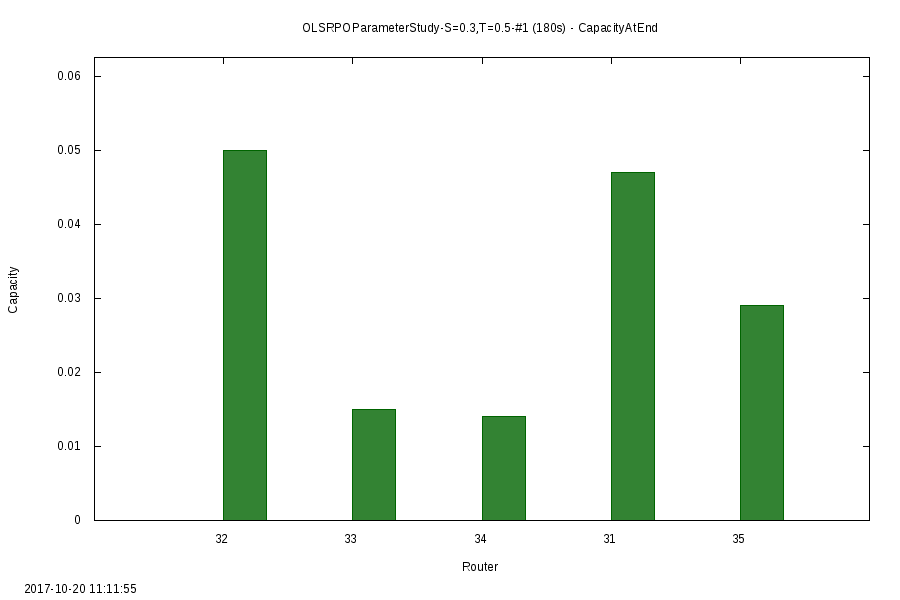 OLSRPOParameterStudy-S=0.3,T=0.5-#1 (180s) - CapacityAtEnd
0.06
0.05
0.04
0.03
0.02
0.01
0
Capacity
32 33 34 31 35
Router
2017-10-20 11:11:55